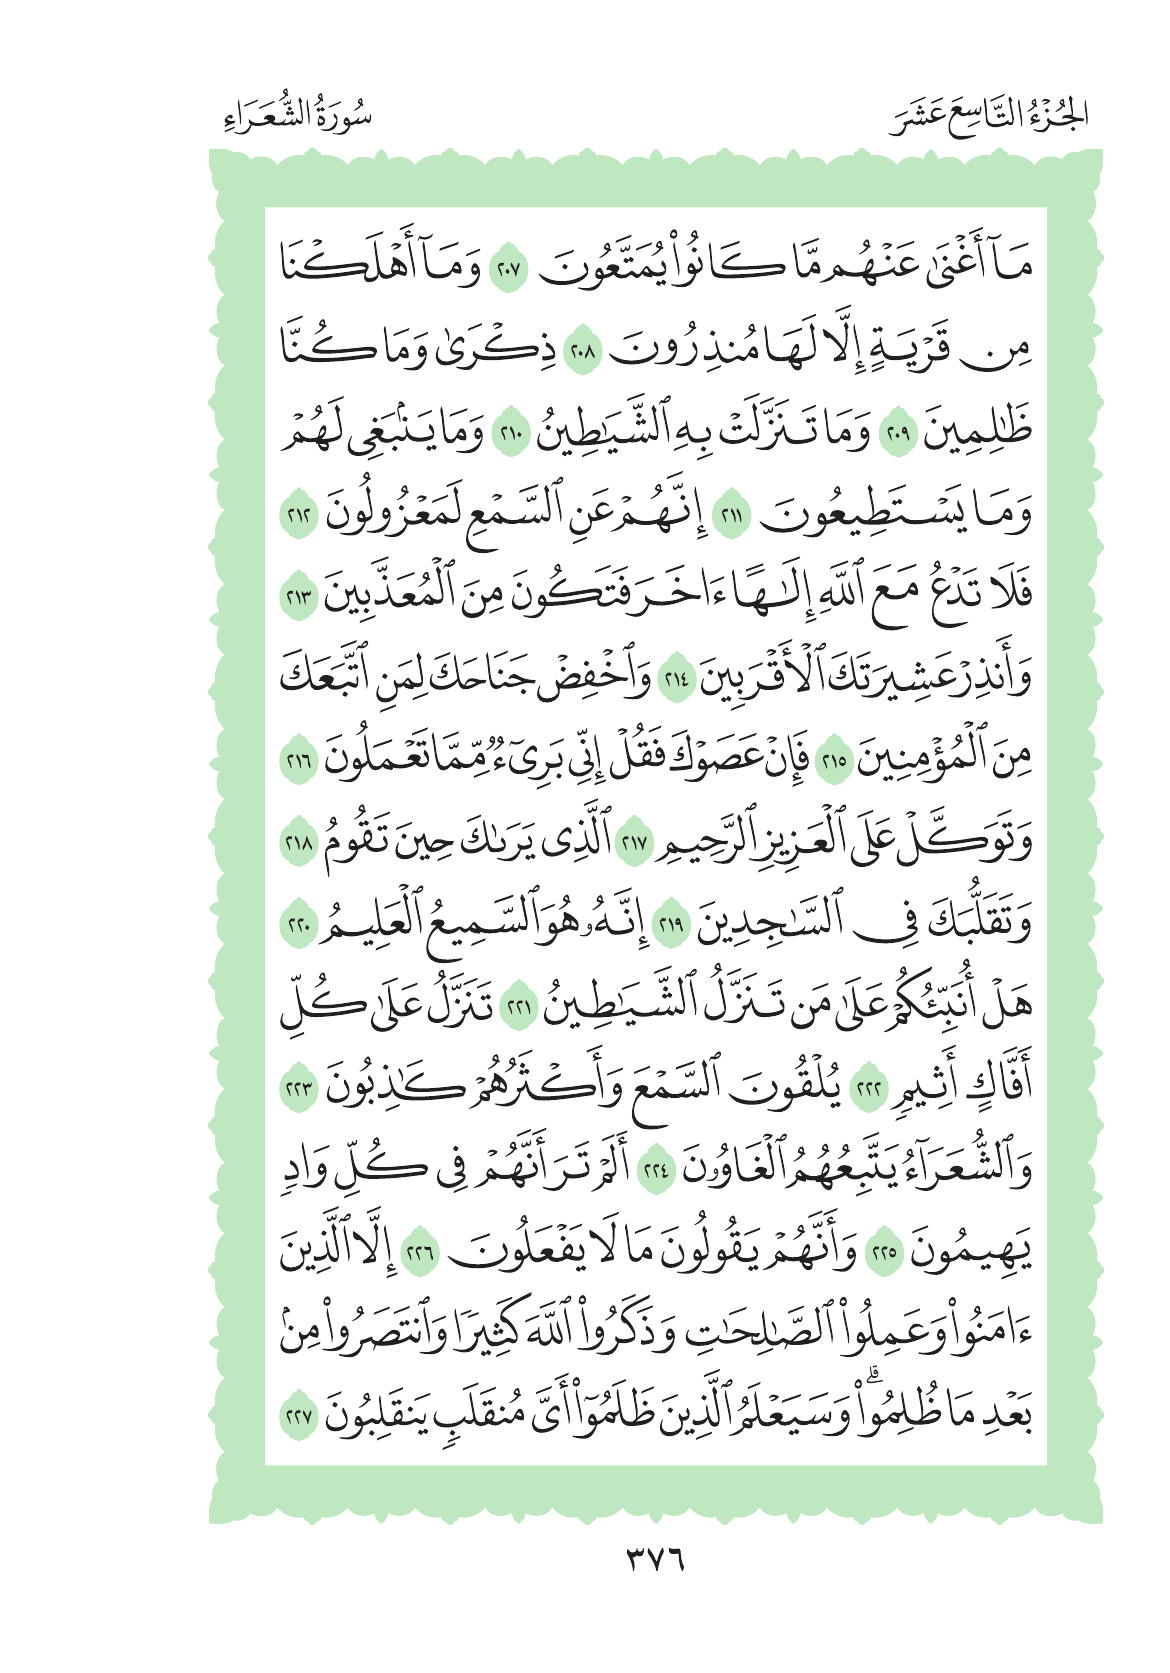 الجُزْءُ التَّاسِعَ عَشَرَ
سُورَةُ الشُّعَرَاءِ
مَآ أَغْنَىٰ عَنْهُم مَّا كَانُوا۟ يُمَتَّعُونَ ٢٠٧ وَمَآ أَهْلَكْنَا
مِن قَرْيَةٍ إِلَّا لَهَا مُنذِرُونَ ٢٠٨ ذِكْرَىٰ وَمَا كُنَّا
ظَٰلِمِينَ ٢٠٩ وَمَا تَنَزَّلَتْ بِهِ ٱلشَّيَٰطِينُ ٢١٠ وَمَا يَنۢبَغِى لَهُمْ
وَمَا يَسْتَطِيعُونَ ٢١١ إِنَّهُمْ عَنِ ٱلسَّمْعِ لَمَعْزُولُونَ ٢١٢
فَلَا تَدْعُ مَعَ ٱللَّهِ إِلَٰهًا ءَاخَرَ فَتَكُونَ مِنَ ٱلْمُعَذَّبِينَ ٢١٣
وَأَنذِرْ عَشِيرَتَكَ ٱلْأَقْرَبِينَ ٢١٤ وَٱخْفِضْ جَنَاحَكَ لِمَنِ ٱتَّبَعَكَ
مِنَ ٱلْمُؤْمِنِينَ ٢١٥ فَإِنْ عَصَوْكَ فَقُلْ إِنِّى بَرِىٓءٌ مِّمَّا تَعْمَلُونَ ٢١٦
وَتَوَكَّلْ عَلَى ٱلْعَزِيزِ ٱلرَّحِيمِ ٢١٧ ٱلَّذِى يَرَىٰكَ حِينَ تَقُومُ ٢١٨
وَتَقَلُّبَكَ فِى ٱلسَّٰجِدِينَ ٢١٩ إِنَّهُۥ هُوَ ٱلسَّمِيعُ ٱلْعَلِيمُ ٢٢٠
هَلْ أُنَبِّئُكُمْ عَلَىٰ مَن تَنَزَّلُ ٱلشَّيَٰطِينُ ٢٢١ تَنَزَّلُ عَلَىٰ كُلِّ
أَفَّاكٍ أَثِيمٍ ٢٢٢ يُلْقُونَ ٱلسَّمْعَ وَأَكْثَرُهُمْ كَٰذِبُونَ ٢٢٣
وَٱلشُّعَرَآءُ يَتَّبِعُهُمُ ٱلْغَاوُۥنَ ٢٢٤ أَلَمْ تَرَ أَنَّهُمْ فِى كُلِّ وَادٍ
يَهِيمُونَ ٢٢٥ وَأَنَّهُمْ يَقُولُونَ مَا لَا يَفْعَلُونَ ٢٢٦ إِلَّا ٱلَّذِينَ
ءَامَنُوا۟ وَعَمِلُوا۟ ٱلصَّٰلِحَٰتِ وَذَكَرُوا۟ ٱللَّهَ كَثِيرًا وَٱنتَصَرُوا۟ مِنۢ
بَعْدِ مَا ظُلِمُوا۟ ۗ وَسَيَعْلَمُ ٱلَّذِينَ ظَلَمُوٓا۟ أَىَّ مُنقَلَبٍ يَنقَلِبُونَ ٢٢٧
٣٧٦